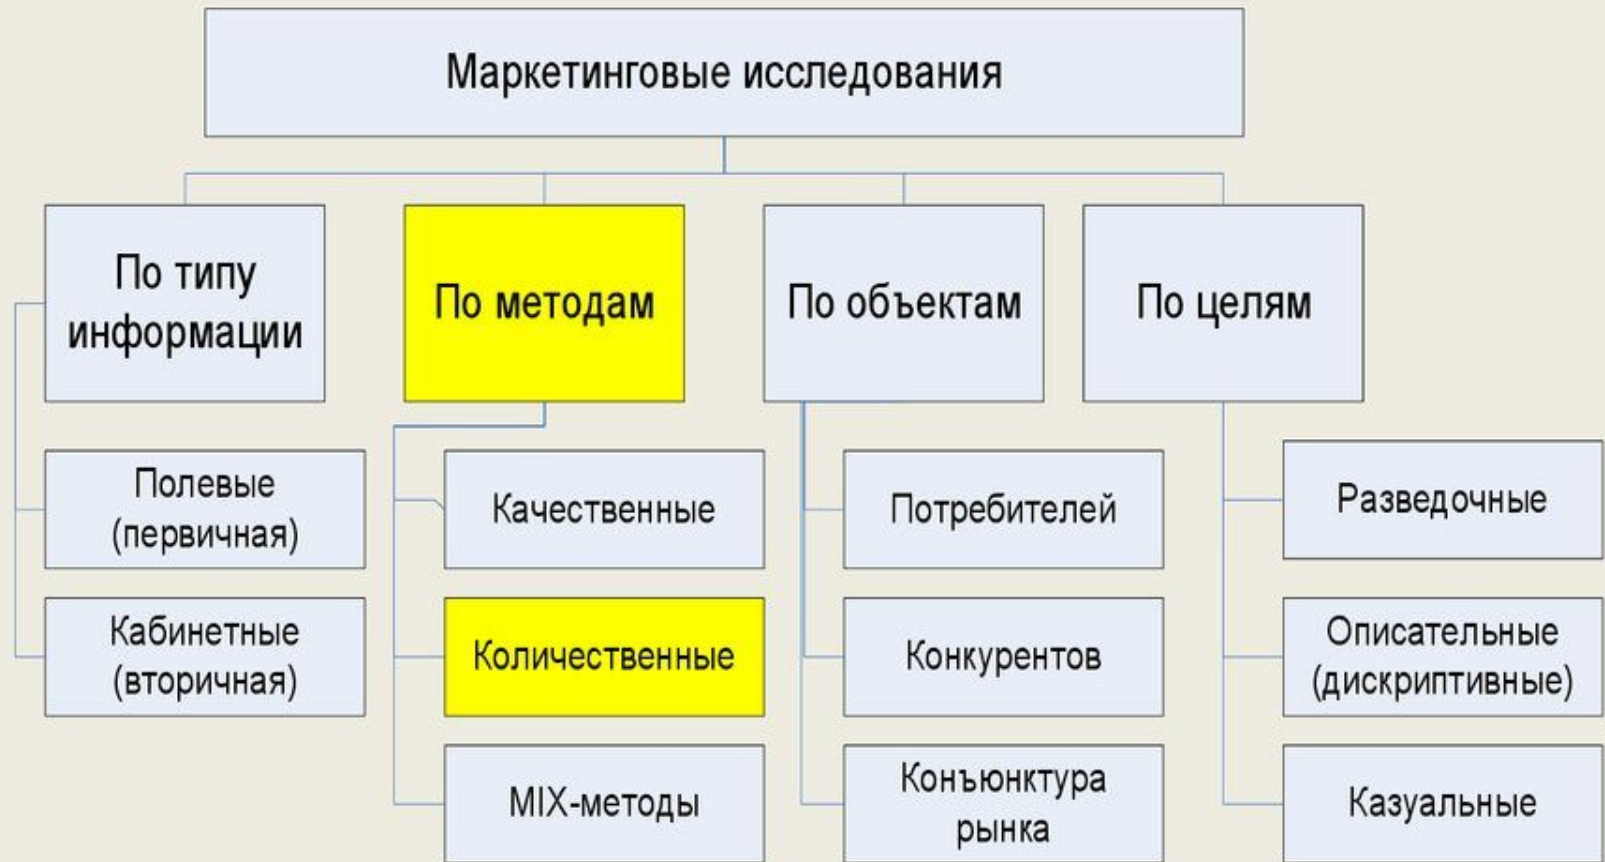 Маркетинговые исследования
По типу
информации
По методам
По объектам
По целям
Полевые
(первичная)
Кабинетные
(вторичная)
Качественные
Количественные
MIX-методы
Потребителей
Конкурентов
Конъюнктура
рынка
Разведочные
Описательные
(дискриптивные)
Казуальные